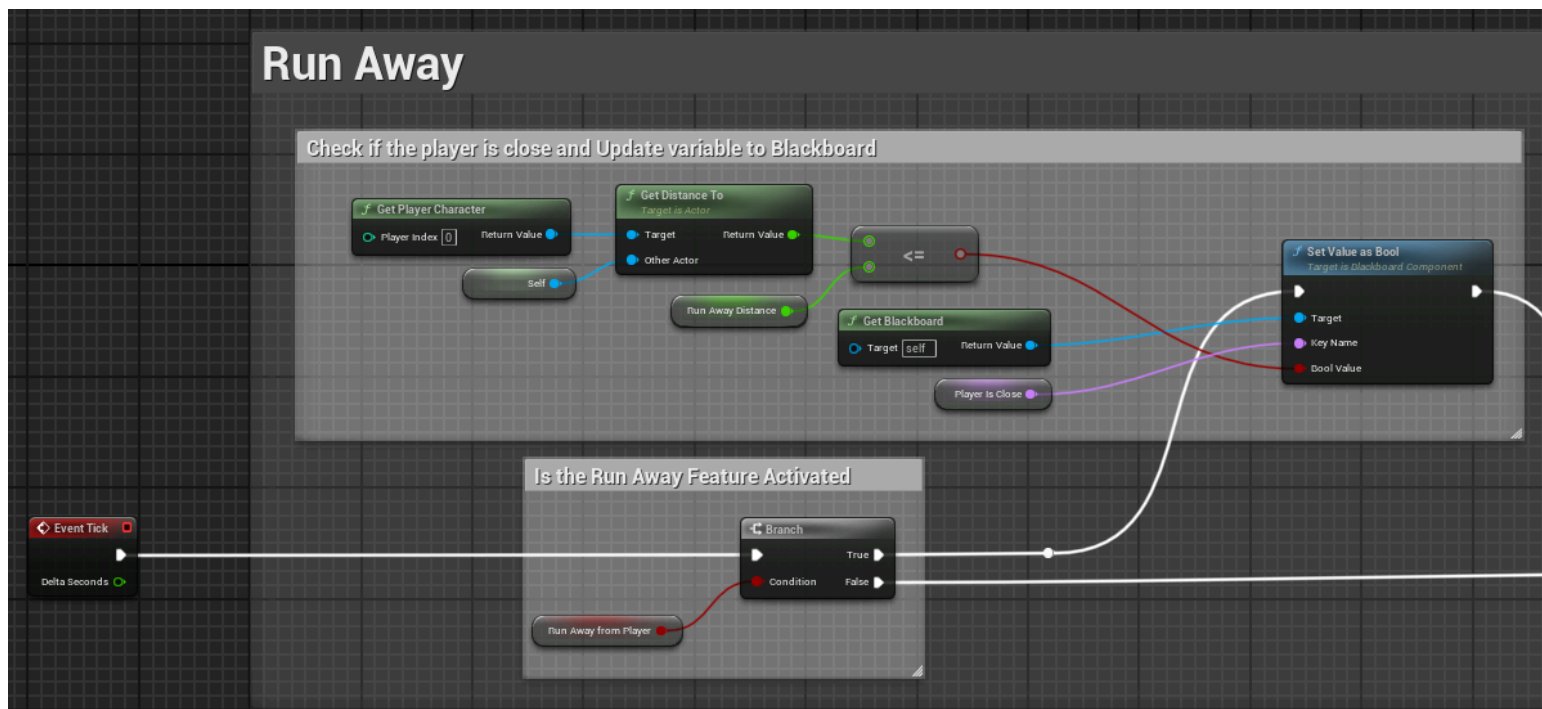 Run Away
Check if the player is close and Update variable to Blackboard
f Get Player Character
Player Index 0
Return Value
Self
f Get Distance To
Target is Actor
Target
Return Value
Other Actor
Run Away Distance
<=
f Get Blackboard
Target self
Return Value
Player Is Close
f Set Value as Bool
Target is Blackboard Component
Target
Key Name
Bool Value
Is the Run Away Feature Activated
Event Tick
Delta Seconds
Branch
True
Condition
False
Run Away from Player